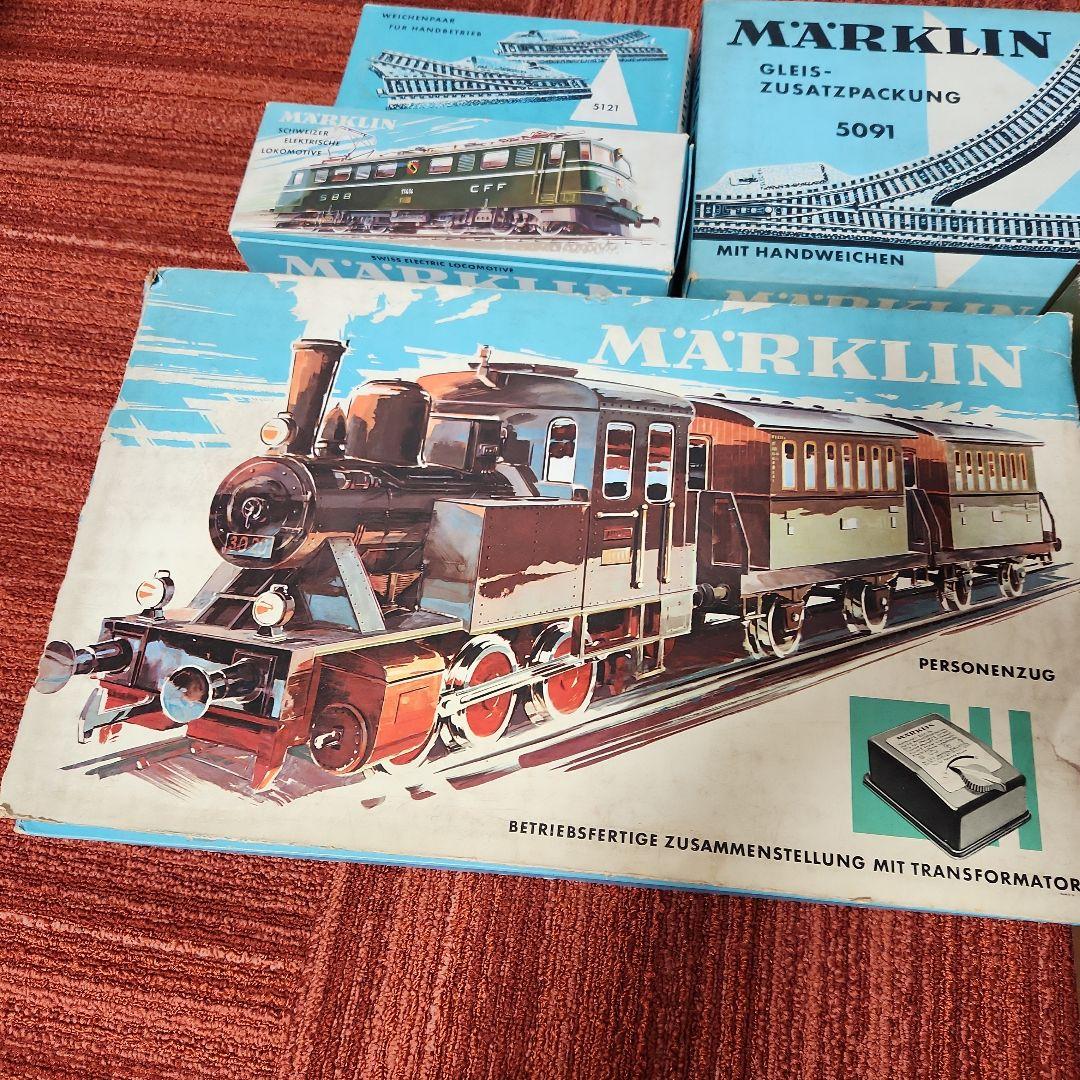 WEICHENPAAR
FÜR HANDBETRIEB
5121
MÄRKLIN
SCHWEIZER
ELEKTRISCHE
LOKOMOTIVE
SBB
CFF
SWISS ELECTRIC LOCOMOTIVE
MÄRKLIN
MÄRKLIN
GLEIS-
ZUSATZPACKUNG
5091
MIT HANDWEICHEN
MÄRKLIN
MÄRKLIN
PERSONENZUG
MÄRKLIN
BETRIEBSFERTIGE ZUSAMMENSTELLUNG MIT TRANSFORMATOR